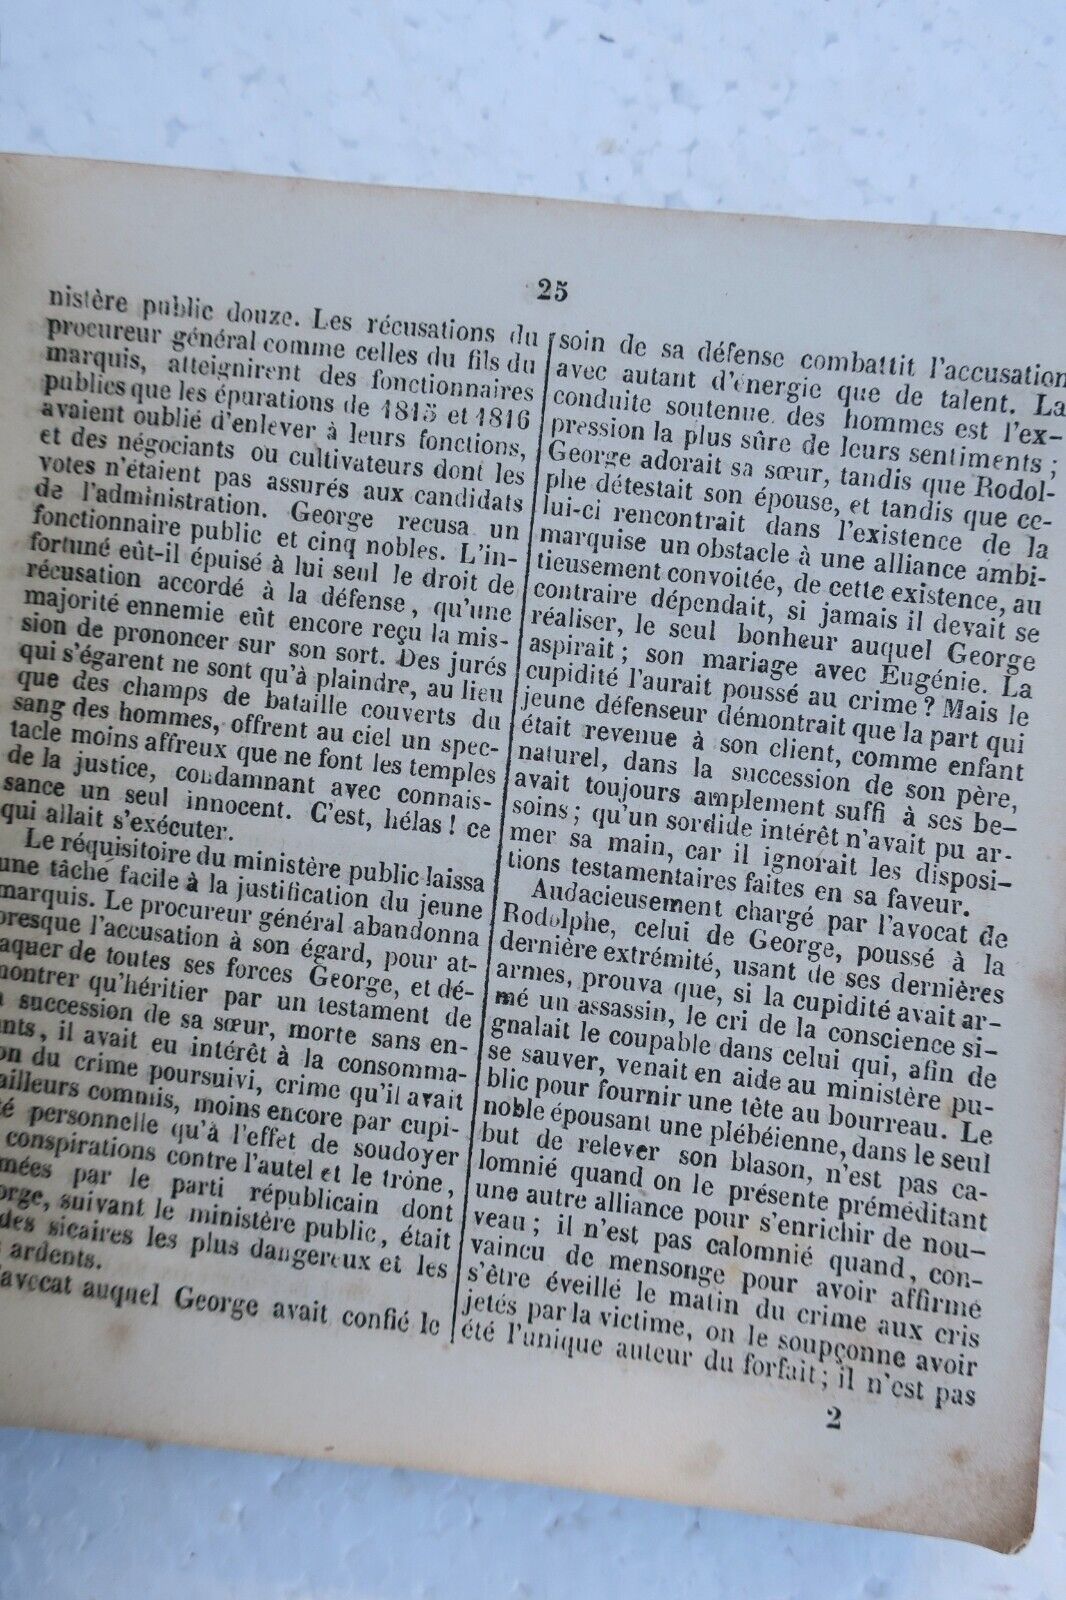 25
nistère public douze. Les récusations du
procureur général comme celles du fils du
marquis, atteignirent des fonctionnaires
publics que les épurations de 1815 et 1816
avaient oublié d'enlever à leurs fonctions,
et des négociants ou cultivateurs dont les
votes n'étaient pas assurés aux candidats
de l'administration. George recusa un
fonctionnaire public et cinq nobles. L'in-
fortuné eût-il épuisé à lui seul le droit de
récusation accordé à la défense, qu'une
majorité ennemie eût encore reçu la mis-
sion de prononcer sur son sort. Des jurés
qui s'égarent ne sont qu'à plaindre, au lieu
que des champs de bataille couverts du
sang des hommes, offrent au ciel un spec-
tacle moins affreux que ne font les temples
de la justice, condamnant avec connais-
sance un seul innocent. C'est, hélas! ce
qui allait s'exécuter.
Le réquisitoire du ministère public laissa
une tâché facile à la justification du jeune
marquis. Le procureur général abandonna
presque l'accusation à son égard, pour at-
aquer de toutes ses forces George, et dé-
montrer qu'héritier par un testament de
succession de sa sœur, morte sans en-
nts, il avait eu intérêt à la consomma-
on du crime poursuivi, crime qu'il avait
ailleurs commis, moins encore par cupi-
té personnelle qu'à l'effet de soudoyer
conspirations contre l'autel et le trône,
mées par le parti républicain dont
orge, suivant le ministère public, était
des sicaires les plus dangereux et les
ardents.
'avocat auquel George avait confié le
soin de sa défense combattit l'accusation
avec autant d'énergie que de talent. La
conduite soutenue des hommes est l'ex-
pression la plus sûre de leurs sentiments;
George adorait sa sœur, tandis que Rodol-
phe détestait son épouse, et tandis que ce-
lui-ci rencontrait dans l'existence de la
marquise un obstacle à une alliance ambi-
tieusement convoitée, de cette existence, au
contraire dépendait, si jamais il devait se
réaliser, le seul bonheur auquel George
aspirait; son mariage avec Eugénie. La
cupidité l'aurait poussé au crime? Mais le
jeune défenseur démontrait que la part qui
était revenue à son client, comme enfant
naturel, dans la succession de son père,
avait toujours amplement suffi à ses be-
soins; qu'un sordide intérêt n'avait pu ar-
mer sa main, car il ignorait les disposi-
tions testamentaires faites en sa faveur.
Audacieusement chargé par l'avocat de
Rodolphe, celui de George, poussé à la
dernière extrémité, usant de ses dernières
armes, prouva que, si la cupidité avait ar-
mé un assassin, le cri de la conscience si-
gnalait le coupable dans celui qui, afin de
se sauver, venait en aide au ministère pu-
blic pour fournir une tête au bourreau. Le
noble épousant une plébéienne, dans le seul
but de relever son blason, n'est pas ca-
lomnié quand on le présente préméditant
une autre alliance pour s'enrichir de nou-
veau; il n'est pas calomnié quand, con-
vaincu de mensonge pour avoir affirmé
s'être éveillé le matin du crime aux cris
jetés par la victime, on le soupçonne avoir
été l'unique auteur du forfait; il n'est pas
2